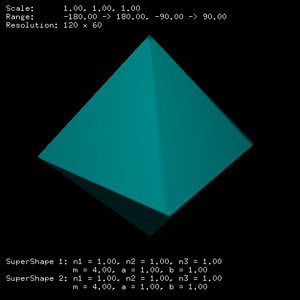 Scale: 1.00, 1.00, 1.00
Range: -180.00 -> 180.00, -90.00 -> 90.00
Resolution: 120 x 60
SuperShape 1: n1 = 1.00, n2 = 1.00, n3 = 1.00
m = 4.00, a = 1.00, b = 1.00
SuperShape 2: n1 = 1.00, n2 = 1.00, n3 = 1.00
m = 4.00, a = 1.00, b = 1.00